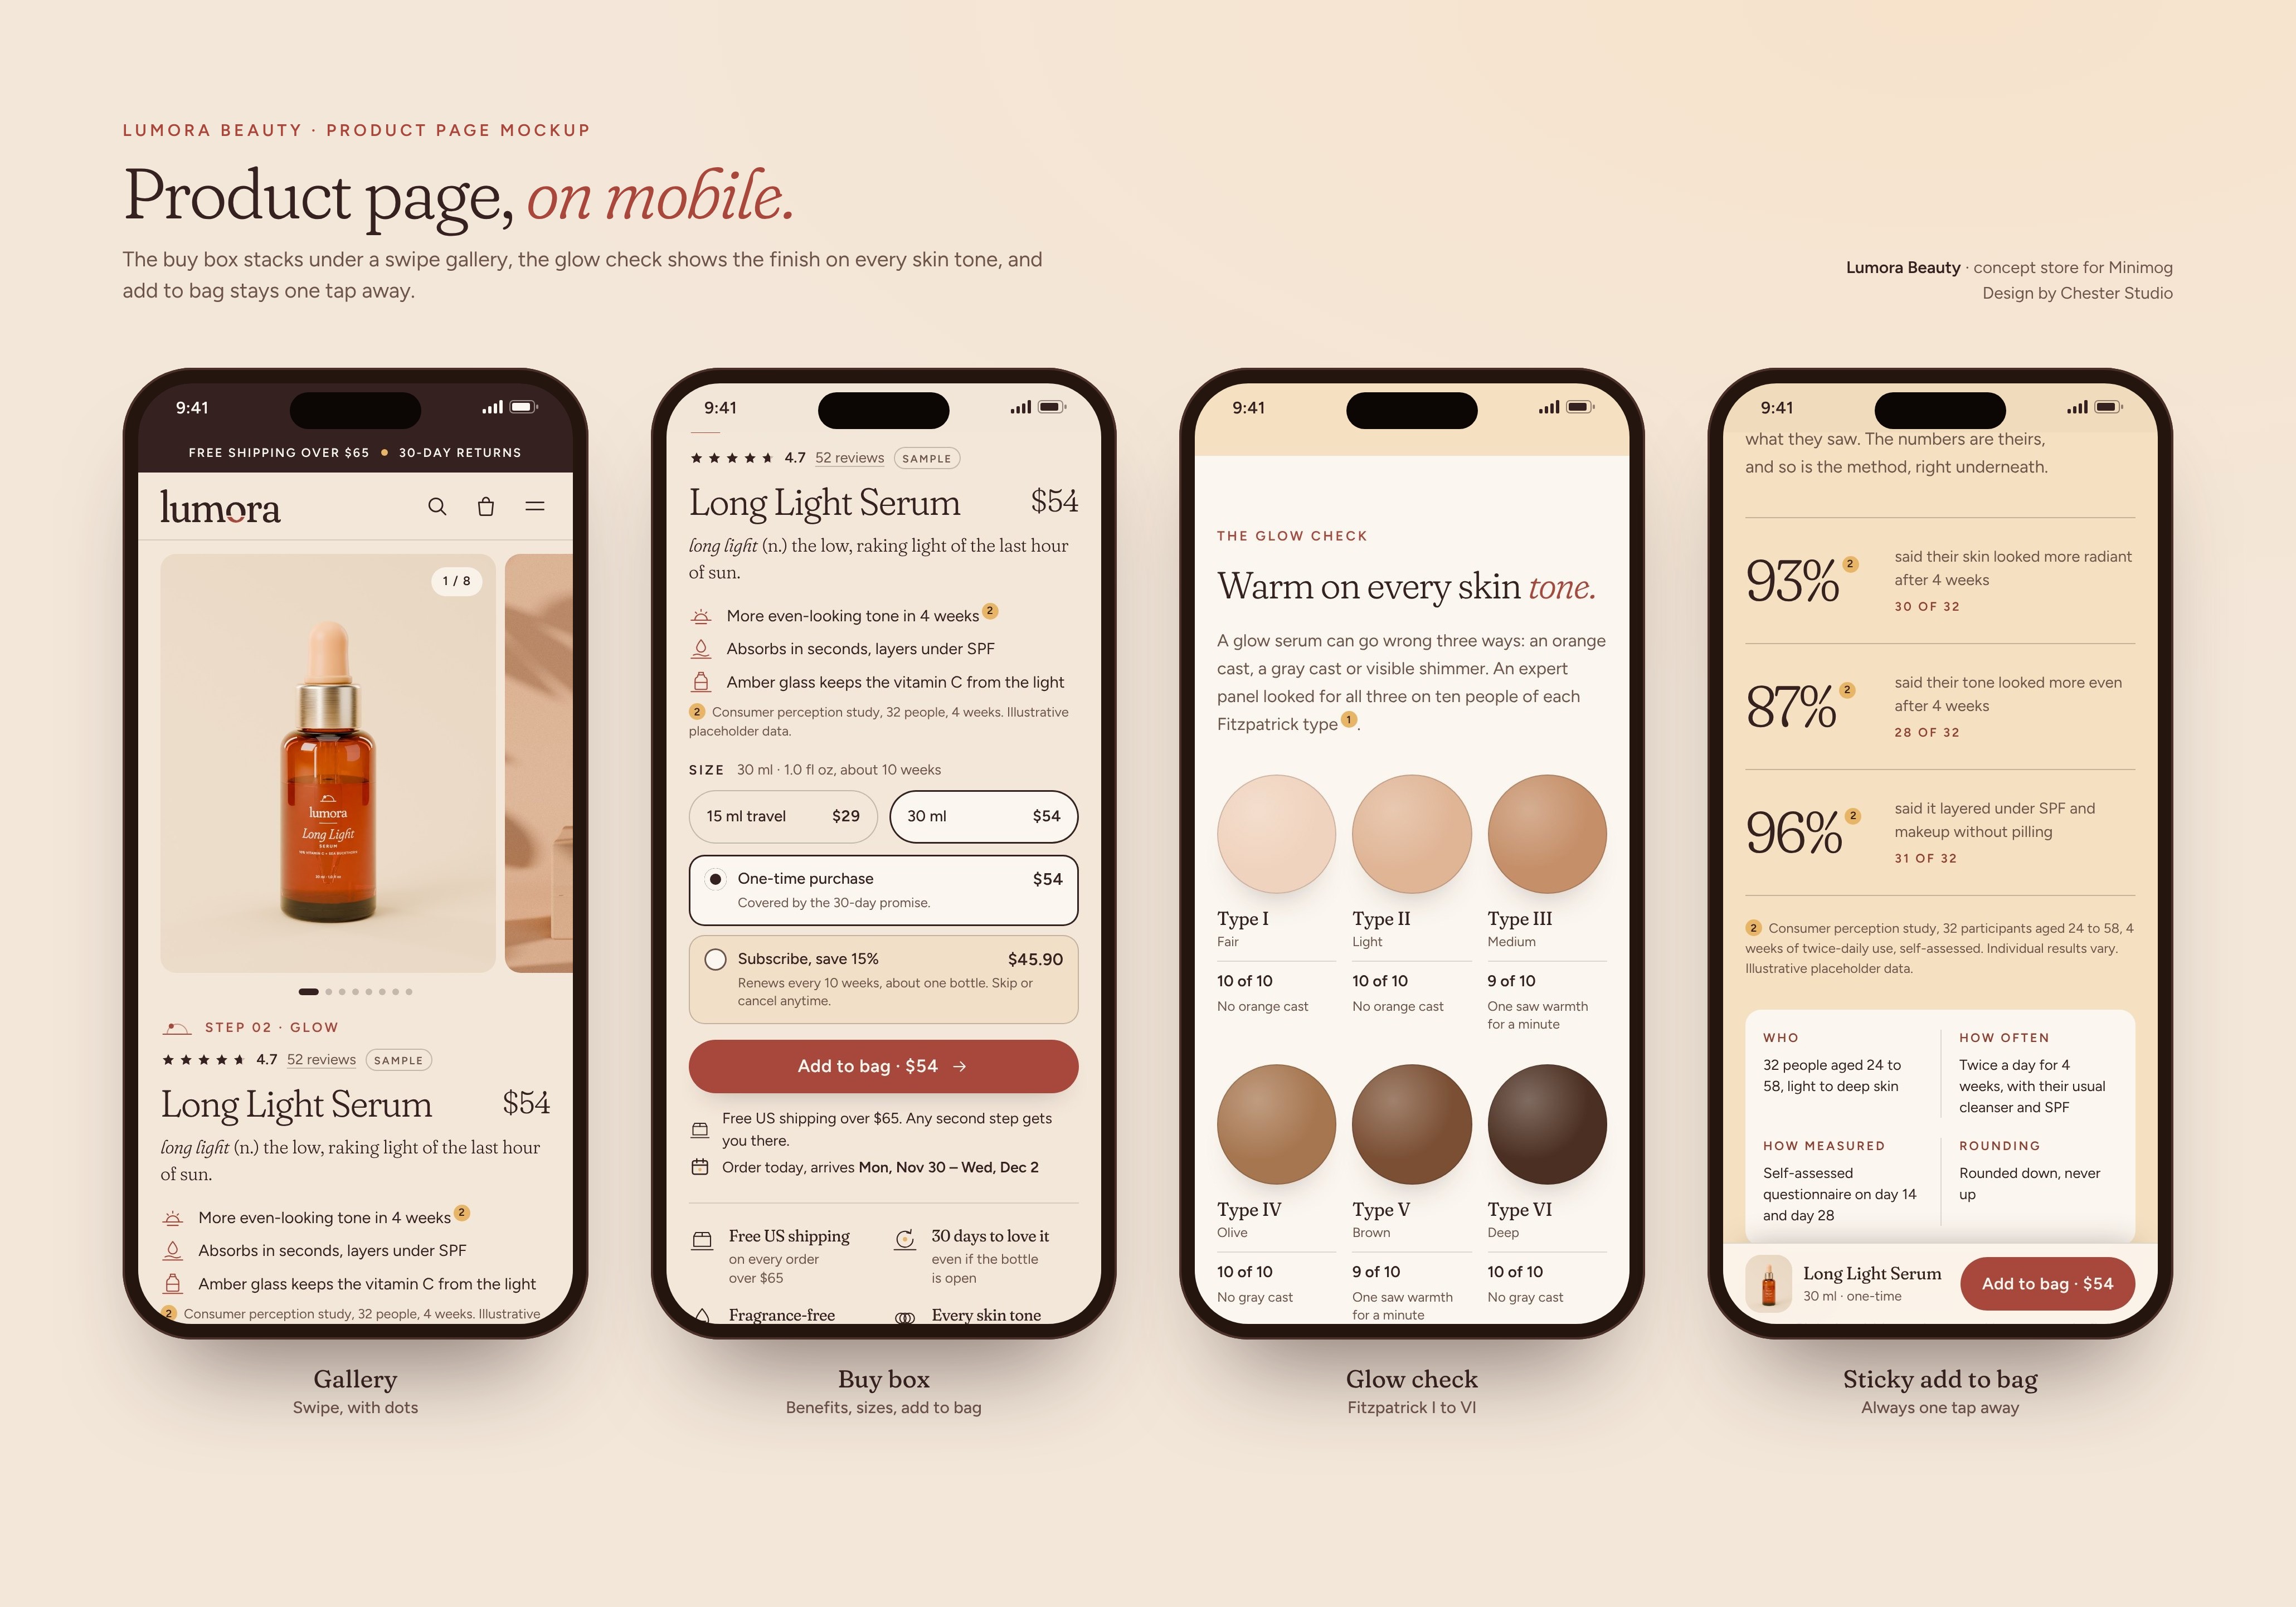 LUMORA BEAUTY · PRODUCT PAGE MOCKUP
Product page, on mobile.
The buy box stacks under a swipe gallery, the glow check shows the finish on every skin tone, and
add to bag stays one tap away.
Lumora Beauty · concept store for Minimog
Design by Chester Studio
9:41
FREE SHIPPING OVER $65 • 30-DAY RETURNS
lumora
1 / 8
lumora
Long Light
SERUM
STEP 02 · GLOW
4.7 52 reviews SAMPLE
Long Light Serum $54
long light (n.) the low, raking light of the last hour
of sun.
More even-looking tone in 4 weeks 2
Absorbs in seconds, layers under SPF
Amber glass keeps the vitamin C from the light
2 Consumer perception study, 32 people, 4 weeks. Illustrative
Gallery
Swipe, with dots
9:41
4.7 52 reviews SAMPLE
Long Light Serum $54
long light (n.) the low, raking light of the last hour
of sun.
More even-looking tone in 4 weeks 2
Absorbs in seconds, layers under SPF
Amber glass keeps the vitamin C from the light
2 Consumer perception study, 32 people, 4 weeks. Illustrative
placeholder data.
SIZE 30 ml · 1.0 fl oz, about 10 weeks
15 ml travel $29
30 ml $54
One-time purchase $54
Covered by the 30-day promise.
Subscribe, save 15% $45.90
Renews every 10 weeks, about one bottle. Skip or
cancel anytime.
Add to bag · $54 →
Free US shipping over $65. Any second step gets
you there.
Order today, arrives Mon, Nov 30 – Wed, Dec 2
Free US shipping
on every order
over $65
30 days to love it
even if the bottle
is open
Fragrance-free
Every skin tone
Buy box
Benefits, sizes, add to bag
9:41
THE GLOW CHECK
Warm on every skin tone.
A glow serum can go wrong three ways: an orange
cast, a gray cast or visible shimmer. An expert
panel looked for all three on ten people of each
Fitzpatrick type 1.
Type I
Fair
10 of 10
No orange cast
Type II
Light
10 of 10
No orange cast
Type III
Medium
9 of 10
One saw warmth
for a minute
Type IV
Olive
10 of 10
No gray cast
Type V
Brown
9 of 10
One saw warmth
for a minute
Type VI
Deep
10 of 10
No gray cast
Glow check
Fitzpatrick I to VI
9:41
what they saw. The numbers are theirs,
and so is the method, right underneath.
93% 2
said their skin looked more radiant
after 4 weeks
30 OF 32
87% 2
said their tone looked more even
after 4 weeks
28 OF 32
96% 2
said it layered under SPF and
makeup without pilling
31 OF 32
2 Consumer perception study, 32 participants aged 24 to 58, 4
weeks of twice-daily use, self-assessed. Individual results vary.
Illustrative placeholder data.
WHO
32 people aged 24 to
58, light to deep skin
HOW OFTEN
Twice a day for 4
weeks, with their usual
cleanser and SPF
HOW MEASURED
Self-assessed
questionnaire on day 14
and day 28
ROUNDING
Rounded down, never
up
Long Light Serum
30 ml · one-time
Add to bag · $54
Sticky add to bag
Always one tap away